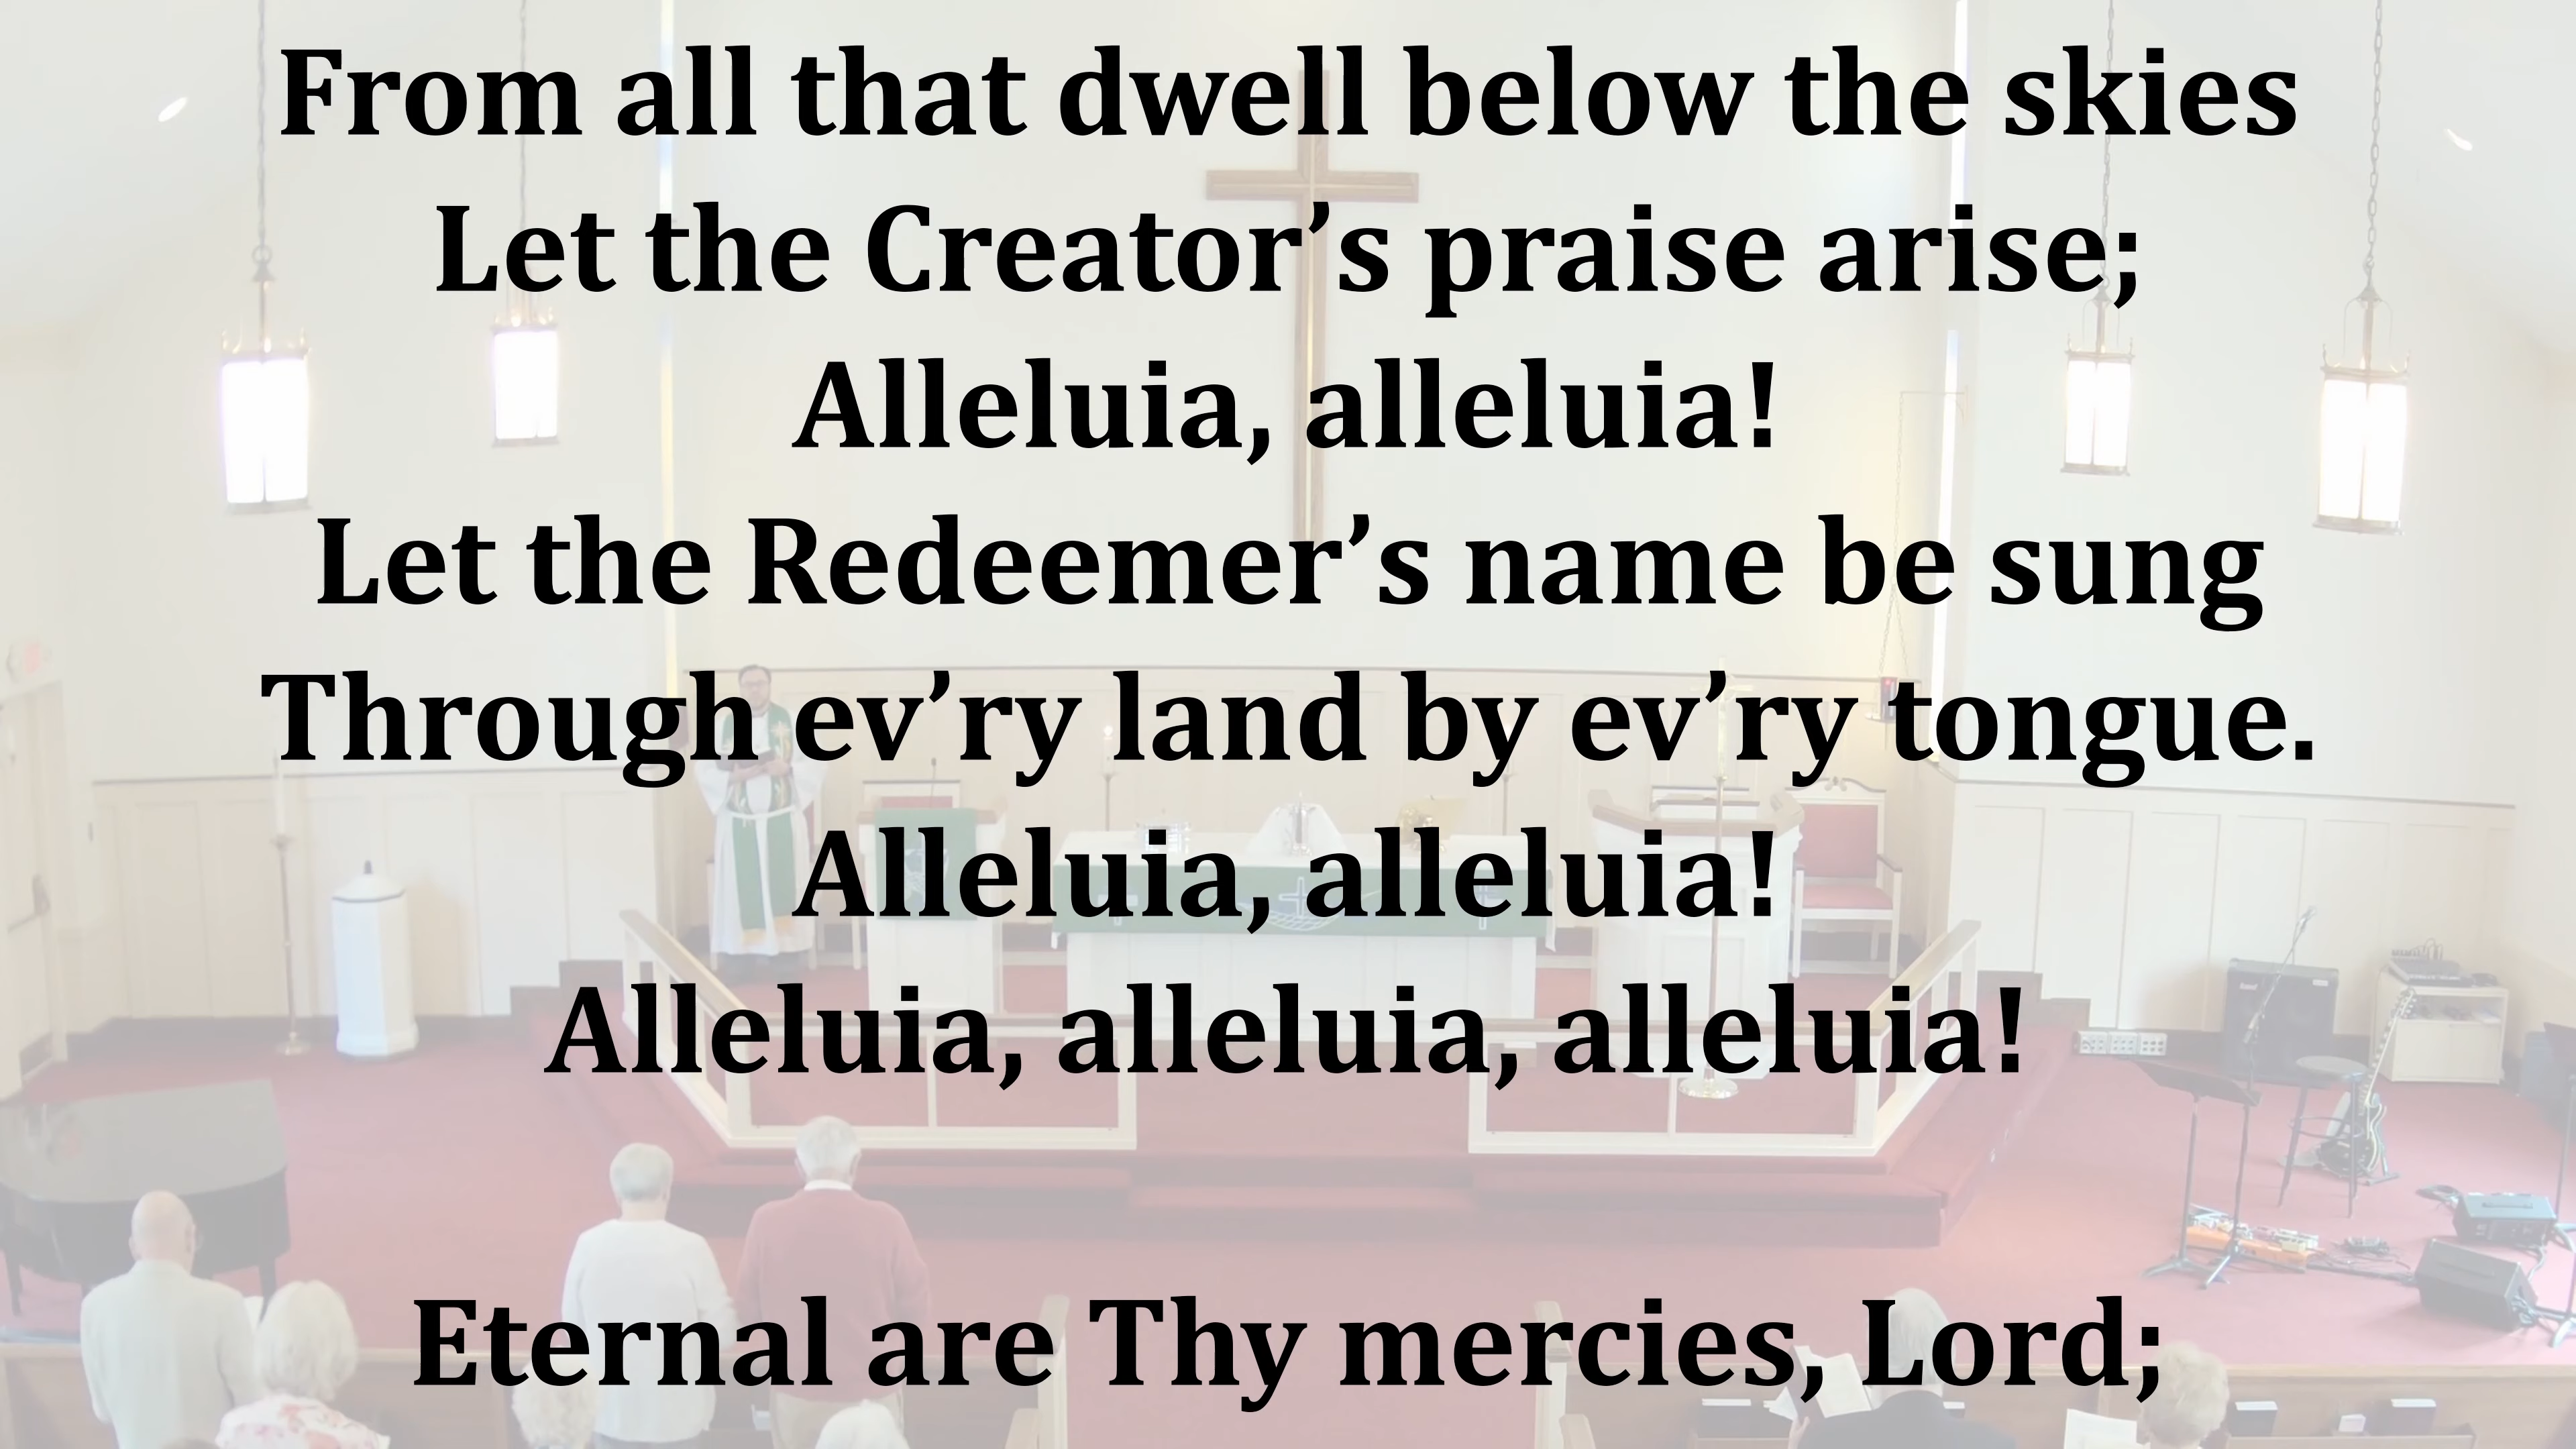 From all that dwell below the skies
Let the Creator’s praise arise;
Alleluia, alleluia!
Let the Redeemer’s name be sung
Through ev’ry land by ev’ry tongue.
Alleluia, alleluia!
Alleluia, alleluia, alleluia!
Eternal are Thy mercies, Lord;